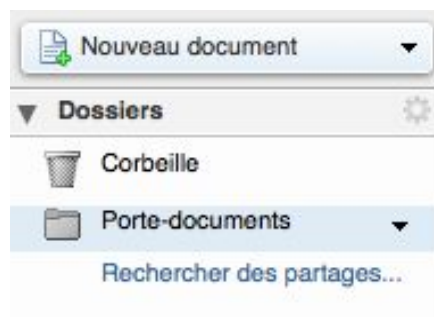 Nouveau document
Dossiers
Corbeille
Porte-documents
Rechercher des partages...